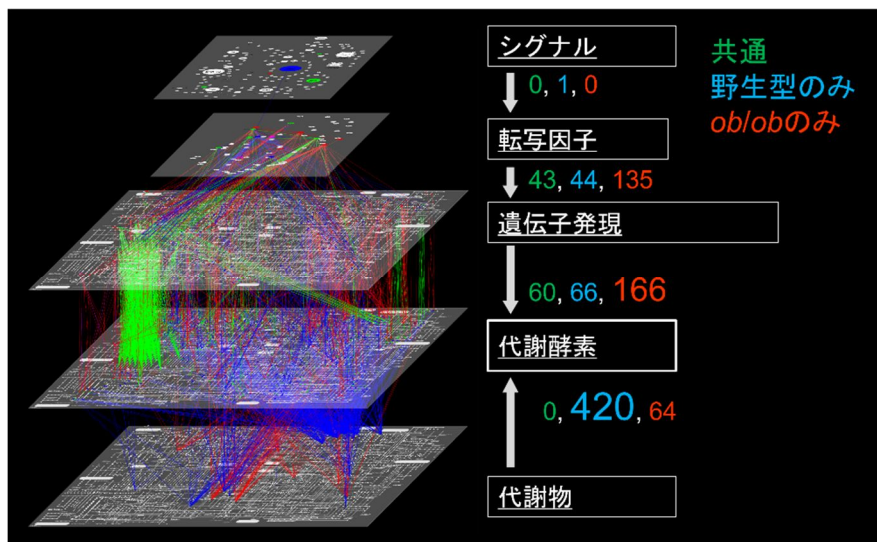 シグナル
0, 1, 0
転写因子
43, 44, 135
遺伝子発現
60, 66, 166
代謝酵素
0, 420, 64
代謝物
共通
野生型のみ
ob/obのみ